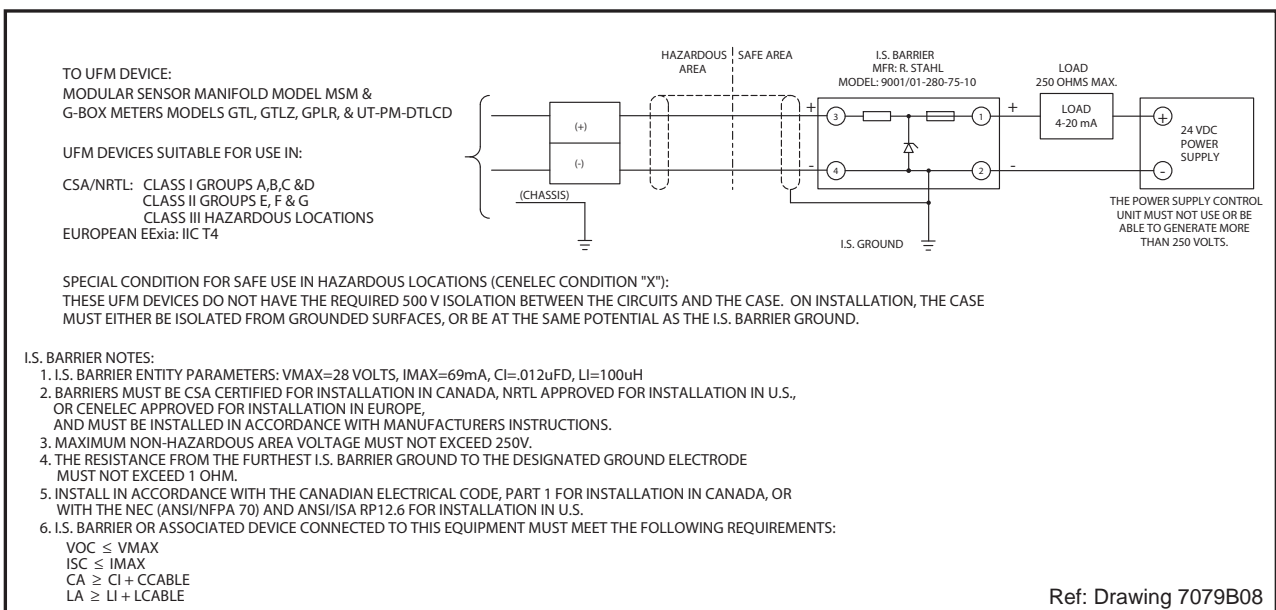 TO UFM DEVICE:
MODULAR SENSOR MANIFOLD MODEL MSM &
G-BOX METERS MODELS GTL, GTLZ, GPLR, & UT-PM-DTLCD
UFM DEVICES SUITABLE FOR USE IN:
CSA/NRTL: CLASS I GROUPS A,B,C &D
CLASS II GROUPS E, F & G
CLASS III HAZARDOUS LOCATIONS
EUROPEAN EExia: IIC T4
(+)
(-)
(CHASSIS)
HAZARDOUS
AREA
SAFE AREA
I.S. BARRIER
MFR: R. STAHL
MODEL: 9001/01-280-75-10
+
3
1
+
-
4
2
-
I.S. GROUND
LOAD
250 OHMS MAX.
LOAD
4-20 mA
+
24 VDC
POWER
SUPPLY
-
THE POWER SUPPLY CONTROL
UNIT MUST NOT USE OR BE
ABLE TO GENERATE MORE
THAN 250 VOLTS.
SPECIAL CONDITION FOR SAFE USE IN HAZARDOUS LOCATIONS (CENELEC CONDITION "X"):
THESE UFM DEVICES DO NOT HAVE THE REQUIRED 500 V ISOLATION BETWEEN THE CIRCUITS AND THE CASE. ON INSTALLATION, THE CASE
MUST EITHER BE ISOLATED FROM GROUNDED SURFACES, OR BE AT THE SAME POTENTIAL AS THE I.S. BARRIER GROUND.
I.S. BARRIER NOTES:
1. I.S. BARRIER ENTITY PARAMETERS: VMAX=28 VOLTS, IMAX=69mA, CI=.012uFD, LI=100uH
2. BARRIERS MUST BE CSA CERTIFIED FOR INSTALLATION IN CANADA, NRTL APPROVED FOR INSTALLATION IN U.S.,
OR CENELEC APPROVED FOR INSTALLATION IN EUROPE,
AND MUST BE INSTALLED IN ACCORDANCE WITH MANUFACTURERS INSTRUCTIONS.
3. MAXIMUM NON-HAZARDOUS AREA VOLTAGE MUST NOT EXCEED 250V.
4. THE RESISTANCE FROM THE FURTHEST I.S. BARRIER GROUND TO THE DESIGNATED GROUND ELECTRODE
MUST NOT EXCEED 1 OHM.
5. INSTALL IN ACCORDANCE WITH THE CANADIAN ELECTRICAL CODE, PART 1 FOR INSTALLATION IN CANADA, OR
WITH THE NEC (ANSI/NFPA 70) AND ANSI/ISA RP12.6 FOR INSTALLATION IN U.S.
6. I.S. BARRIER OR ASSOCIATED DEVICE CONNECTED TO THIS EQUIPMENT MUST MEET THE FOLLOWING REQUIREMENTS:
VOC ≤ VMAX
ISC ≤ IMAX
CA ≥ CI + CCABLE
LA ≥ LI + LCABLE
Ref: Drawing 7079B08